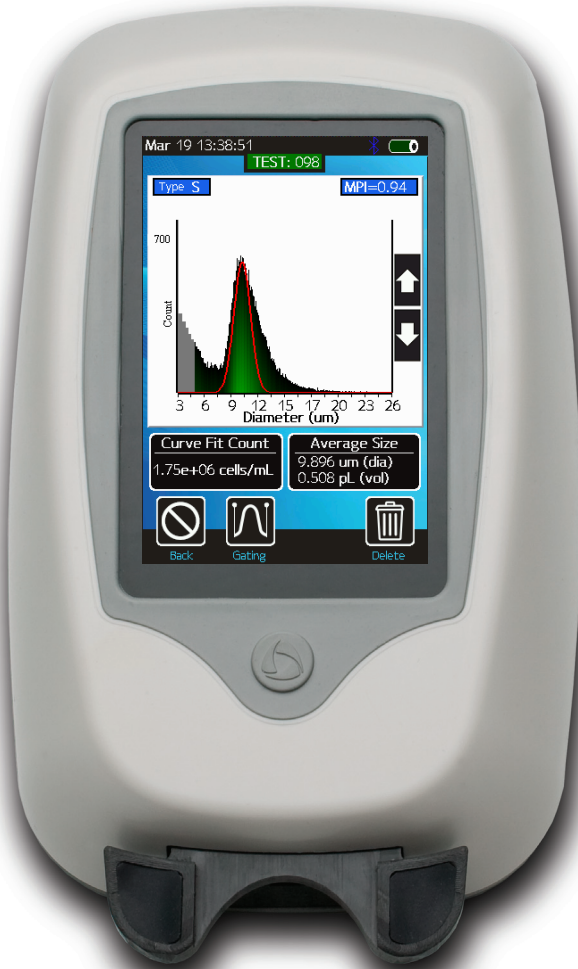 Mar 19 13:38:51
TEST: 098
Type S
MPI=0.94
700
Count
3 6 9 12 15 17 20 23 26
Diameter (um)
Curve Fit Count
1.75e+06 cells/mL
Average Size
9.896 um (dia)
0.508 pL (vol)
Back
Gating
Delete